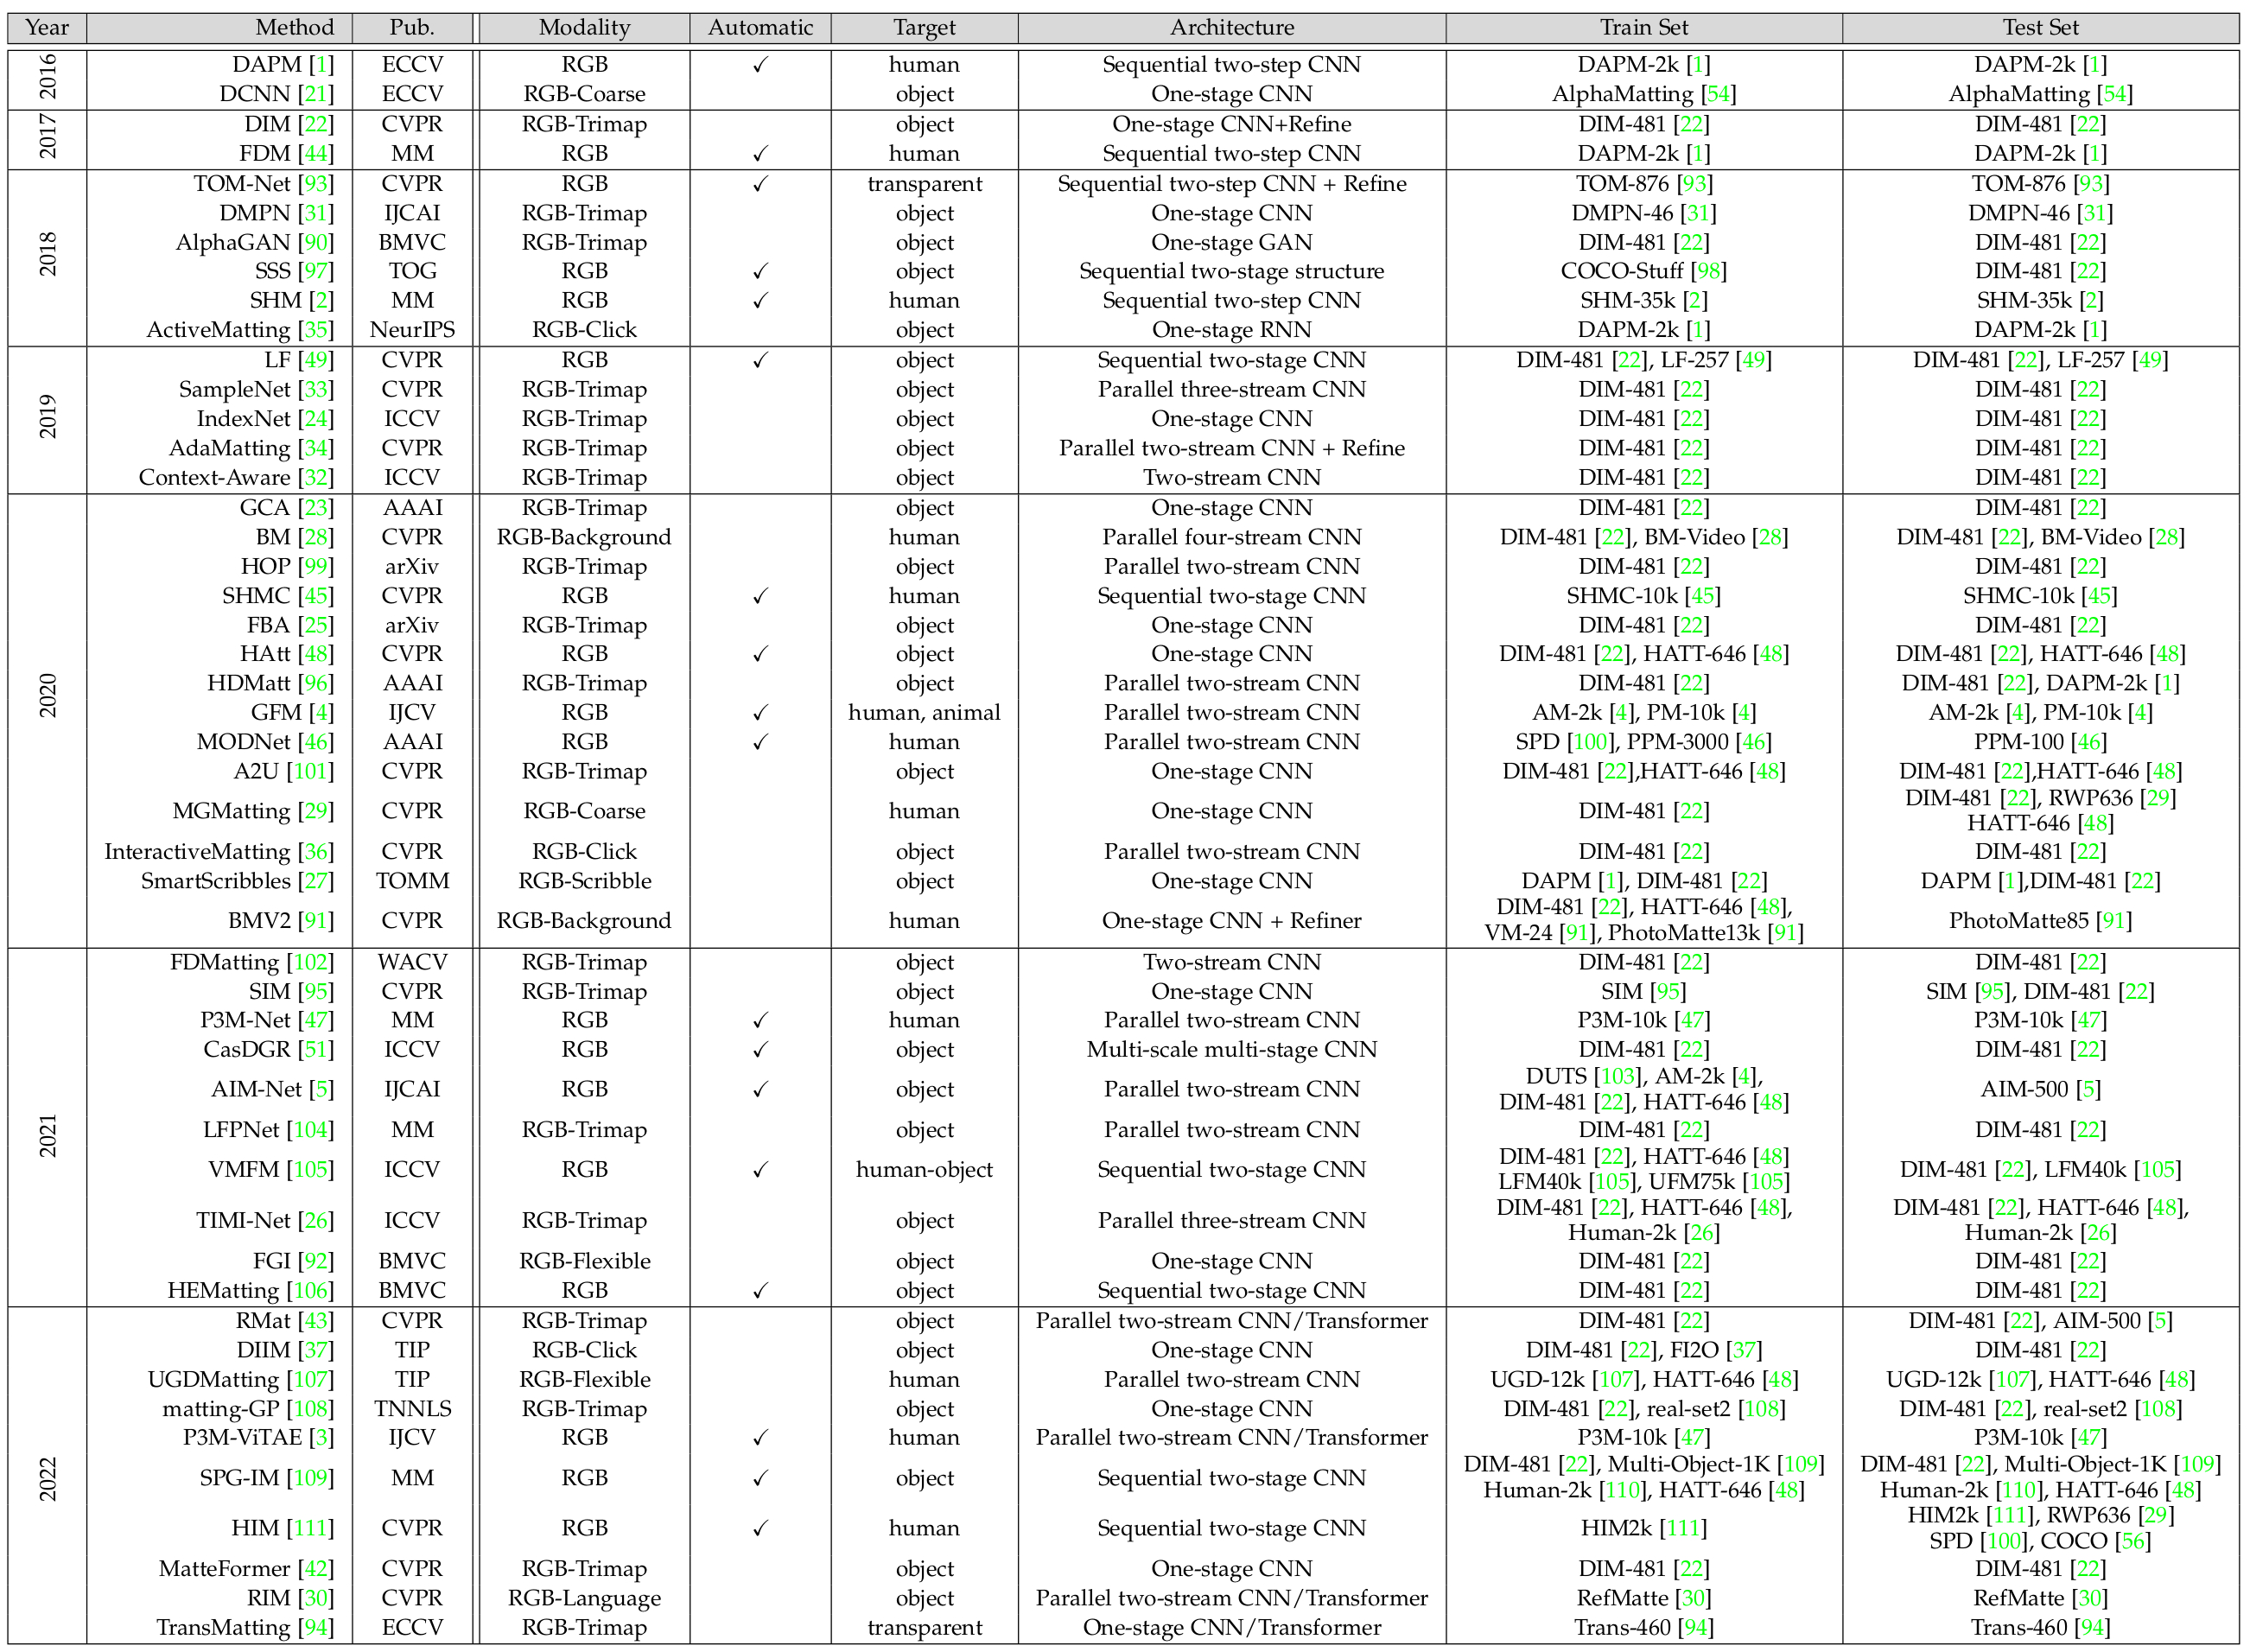 Year Method Pub. Modality Automatic Target Architecture Train Set Test Set
2016
DAPM [1] ECCV RGB ✓ human Sequential two-step CNN DAPM-2k [1] DAPM-2k [1]
DCNN [21] ECCV RGB-Coarse object One-stage CNN AlphaMatting [54] AlphaMatting [54]
2017
DIM [22] CVPR RGB-Trimap object One-stage CNN+Refine DIM-481 [22] DIM-481 [22]
FDM [44] MM RGB ✓ human Sequential two-step CNN DAPM-2k [1] DAPM-2k [1]
2018
TOM-Net [93] CVPR RGB ✓ transparent Sequential two-step CNN + Refine TOM-876 [93] TOM-876 [93]
DMPN [31] IJCAI RGB-Trimap object One-stage CNN DMPN-46 [31] DMPN-46 [31]
AlphaGAN [90] BMVC RGB-Trimap object One-stage GAN DIM-481 [22] DIM-481 [22]
SSS [97] TOG RGB ✓ object Sequential two-stage structure COCO-Stuff [98] DIM-481 [22]
SHM [2] MM RGB ✓ human Sequential two-step CNN SHM-35k [2] SHM-35k [2]
ActiveMatting [35] NeurIPS RGB-Click object One-stage RNN DAPM-2k [1] DAPM-2k [1]
2019
LF [49] CVPR RGB ✓ object Sequential two-stage CNN DIM-481 [22], LF-257 [49] DIM-481 [22], LF-257 [49]
SampleNet [33] CVPR RGB-Trimap object Parallel three-stream CNN DIM-481 [22] DIM-481 [22]
IndexNet [24] ICCV RGB-Trimap object One-stage CNN DIM-481 [22] DIM-481 [22]
AdaMatting [34] CVPR RGB-Trimap object Parallel two-stream CNN + Refine DIM-481 [22] DIM-481 [22]
Context-Aware [32] ICCV RGB-Trimap object Two-stream CNN DIM-481 [22] DIM-481 [22]
2020
GCA [23] AAAI RGB-Trimap object One-stage CNN DIM-481 [22] DIM-481 [22]
BM [28] CVPR RGB-Background human Parallel four-stream CNN DIM-481 [22], BM-Video [28] DIM-481 [22], BM-Video [28]
HOP [99] arXiv RGB-Trimap object Parallel two-stream CNN DIM-481 [22] DIM-481 [22]
SHMC [45] CVPR RGB ✓ human Sequential two-stage CNN SHMC-10k [45] SHMC-10k [45]
FBA [25] arXiv RGB-Trimap object One-stage CNN DIM-481 [22] DIM-481 [22]
HAtt [48] CVPR RGB ✓ object One-stage CNN DIM-481 [22], HATT-646 [48] DIM-481 [22], HATT-646 [48]
HDMatt [96] AAAI RGB-Trimap object Parallel two-stream CNN DIM-481 [22] DIM-481 [22], DAPM-2k [1]
GFM [4] IJCV RGB ✓ human, animal Parallel two-stream CNN AM-2k [4], PM-10k [4] AM-2k [4], PM-10k [4]
MODNet [46] AAAI RGB ✓ human Parallel two-stream CNN SPD [100], PPM-3000 [46] PPM-100 [46]
A2U [101] CVPR RGB-Trimap object One-stage CNN DIM-481 [22],HATT-646 [48] DIM-481 [22],HATT-646 [48]
MGMatting [29] CVPR RGB-Coarse human One-stage CNN DIM-481 [22] DIM-481 [22], RWP636 [29]
HATT-646 [48]
InteractiveMatting [36] CVPR RGB-Click object Parallel two-stream CNN DIM-481 [22] DIM-481 [22]
SmartScribbles [27] TOMM RGB-Scribble object One-stage CNN DAPM [1], DIM-481 [22] DAPM [1],DIM-481 [22]
BMV2 [91] CVPR RGB-Background human One-stage CNN + Refiner DIM-481 [22], HATT-646 [48], PhotoMatte85 [91]
VM-24 [91], PhotoMatte13k [91]
2021
FDMatting [102] WACV RGB-Trimap object Two-stream CNN DIM-481 [22] DIM-481 [22]
SIM [95] CVPR RGB-Trimap object One-stage CNN SIM [95] SIM [95], DIM-481 [22]
P3M-Net [47] MM RGB ✓ human Parallel two-stream CNN P3M-10k [47] P3M-10k [47]
CasDGR [51] ICCV RGB ✓ object Multi-scale multi-stage CNN DIM-481 [22] DIM-481 [22]
AIM-Net [5] IJCAI RGB ✓ object Parallel two-stream CNN DUTS [103], AM-2k [4], AIM-500 [5]
DIM-481 [22], HATT-646 [48]
LFPNet [104] MM RGB-Trimap object Parallel two-stream CNN DIM-481 [22] DIM-481 [22]
VMFM [105] ICCV RGB ✓ human-object Sequential two-stage CNN DIM-481 [22], HATT-646 [48] DIM-481 [22], LFM40k [105]
LFM40k [105], UFM75k [105]
TIMI-Net [26] ICCV RGB-Trimap object Parallel three-stream CNN DIM-481 [22], HATT-646 [48], DIM-481 [22], HATT-646 [48],
Human-2k [26] Human-2k [26]
FGI [92] BMVC RGB-Flexible object One-stage CNN DIM-481 [22] DIM-481 [22]
HEMatting [106] BMVC RGB ✓ object Sequential two-stage CNN DIM-481 [22] DIM-481 [22]
2022
RMat [43] CVPR RGB-Trimap object Parallel two-stream CNN/Transformer DIM-481 [22] DIM-481 [22], AIM-500 [5]
DIIM [37] TIP RGB-Click object One-stage CNN DIM-481 [22], FI2O [37] DIM-481 [22]
UGDMatting [107] TIP RGB-Flexible human Parallel two-stream CNN UGD-12k [107], HATT-646 [48] UGD-12k [107], HATT-646 [48]
matting-GP [108] TNNLS RGB-Trimap object One-stage CNN DIM-481 [22], real-set2 [108] DIM-481 [22], real-set2 [108]
P3M-ViTAE [3] IJCV RGB ✓ human Parallel two-stream CNN/Transformer P3M-10k [47] P3M-10k [47]
SPG-IM [109] MM RGB ✓ object Sequential two-stage CNN DIM-481 [22], Multi-Object-1K [109] DIM-481 [22], Multi-Object-1K [109]
Human-2k [110], HATT-646 [48] Human-2k [110], HATT-646 [48]
HIM [111] CVPR RGB ✓ human Sequential two-stage CNN HIM2k [111] HIM2k [111], RWP636 [29]
SPD [100], COCO [56]
MatteFormer [42] CVPR RGB-Trimap object One-stage CNN DIM-481 [22] DIM-481 [22]
RIM [30] CVPR RGB-Language object Parallel two-stream CNN/Transformer RefMatte [30] RefMatte [30]
TransMatting [94] ECCV RGB-Trimap transparent One-stage CNN/Transformer Trans-460 [94] Trans-460 [94]